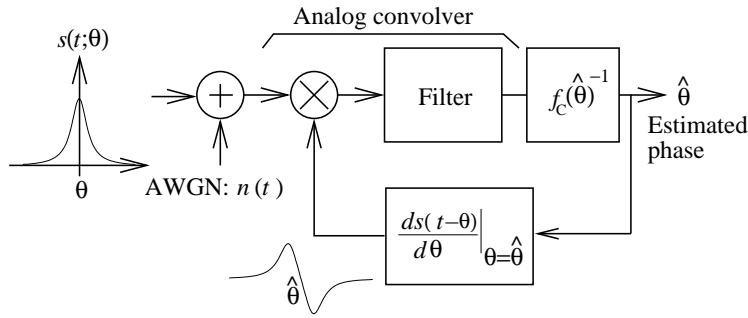 Analog convolver
s(t;θ)
+
×
Filter
f_C(θ̂)^{-1}
θ̂
Estimated
phase
θ
AWGN: n(t)
ds(t−θ)
dθ
θ=θ̂
θ̂